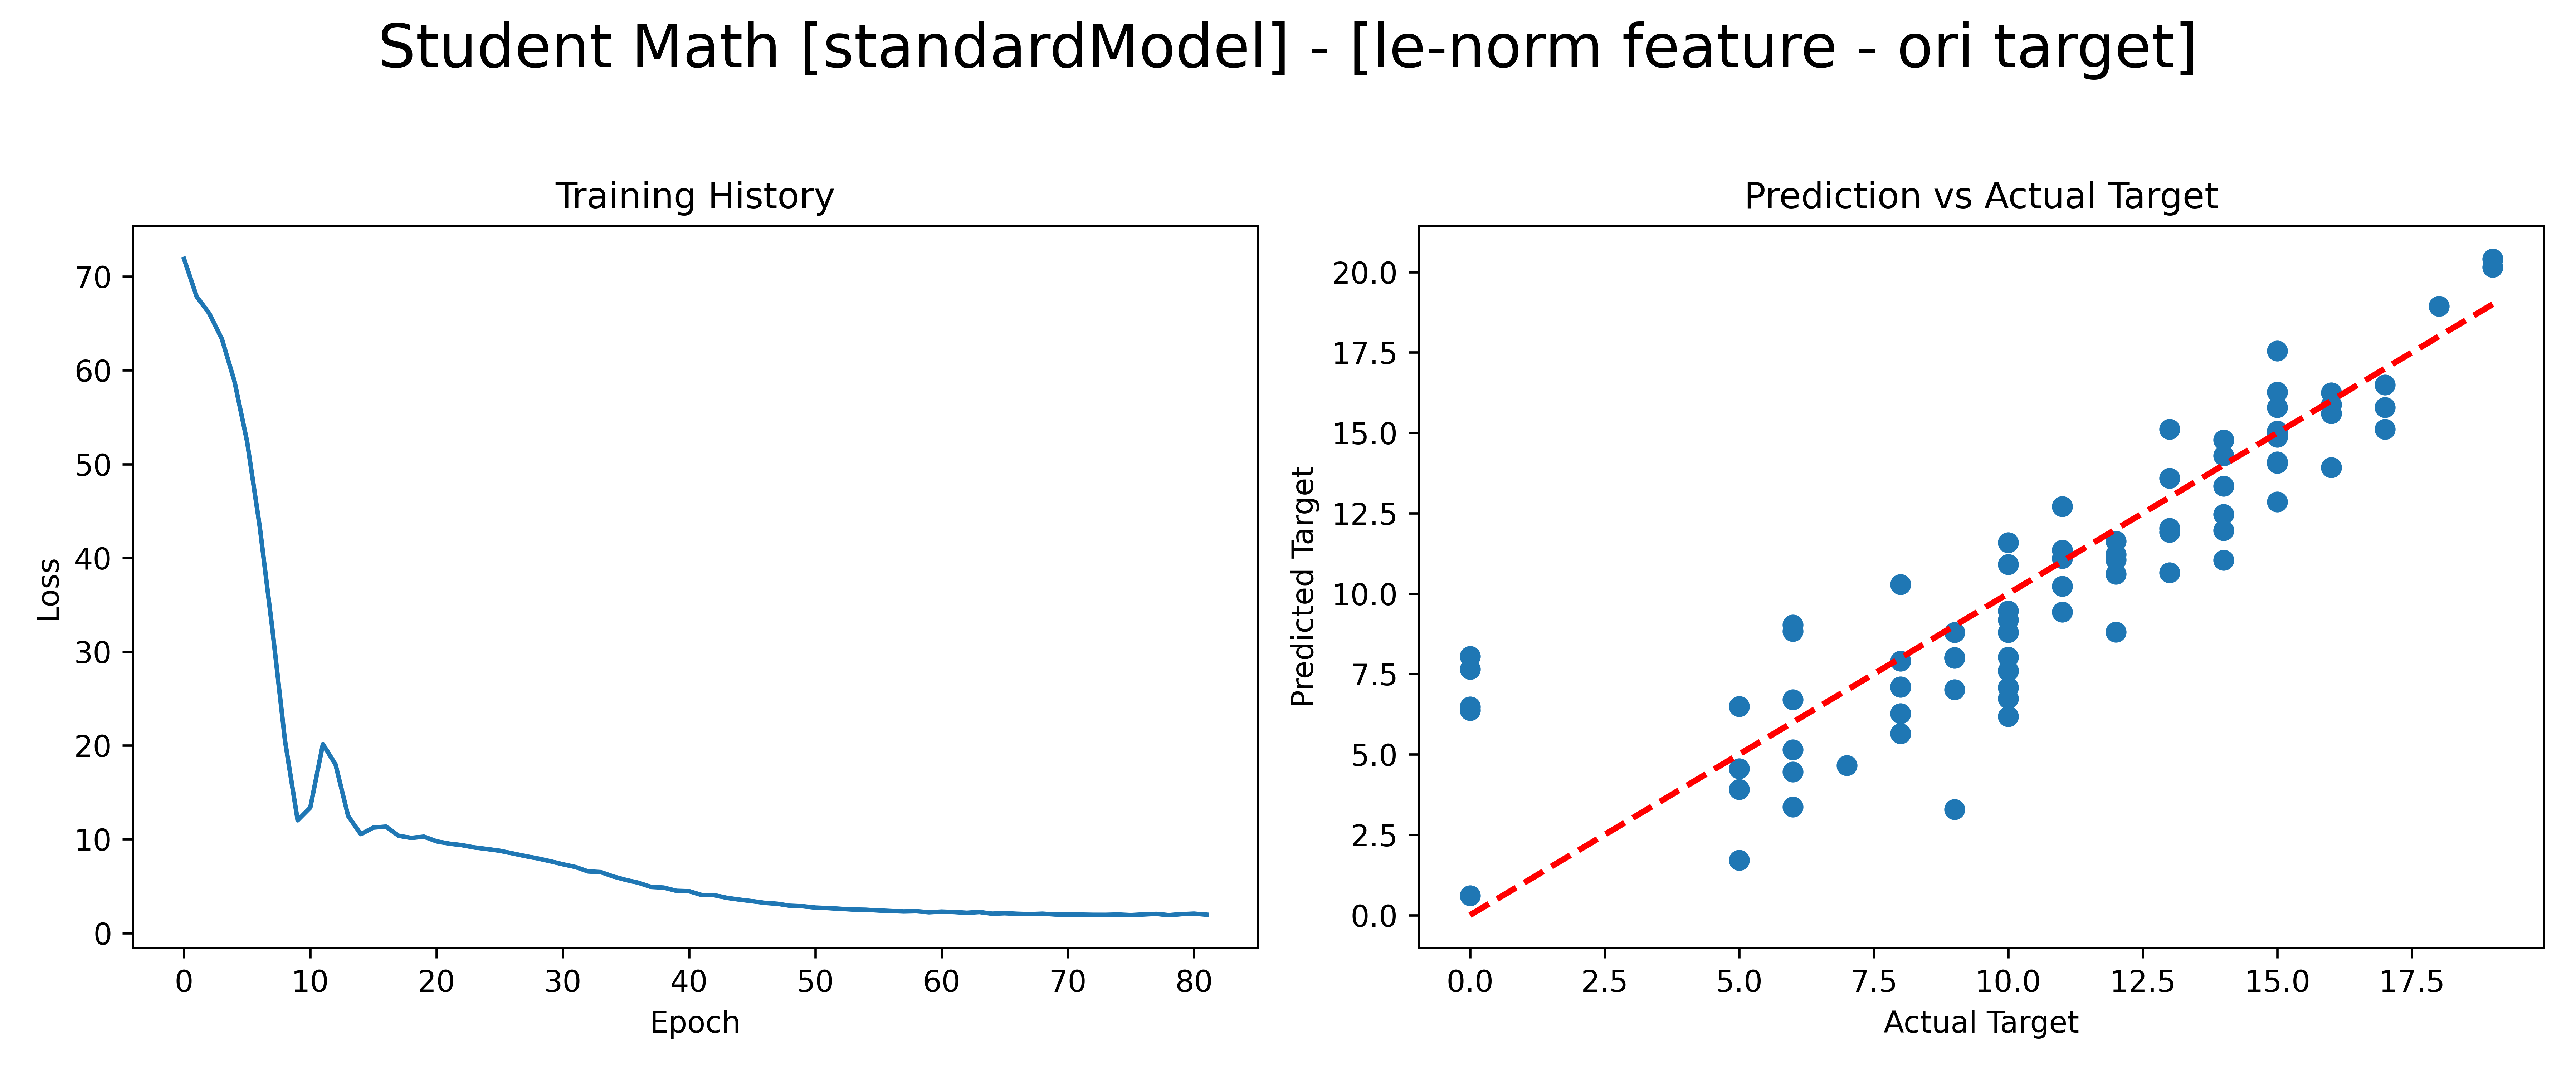 Student Math [standardModel] - [le-norm feature - ori target]
Training History
70
60
50
40
30
20
10
0
Loss
0 10 20 30 40 50 60 70 80
Epoch
Prediction vs Actual Target
20.0
17.5
15.0
12.5
10.0
7.5
5.0
2.5
0.0
Predicted Target
0.0 2.5 5.0 7.5 10.0 12.5 15.0 17.5
Actual Target